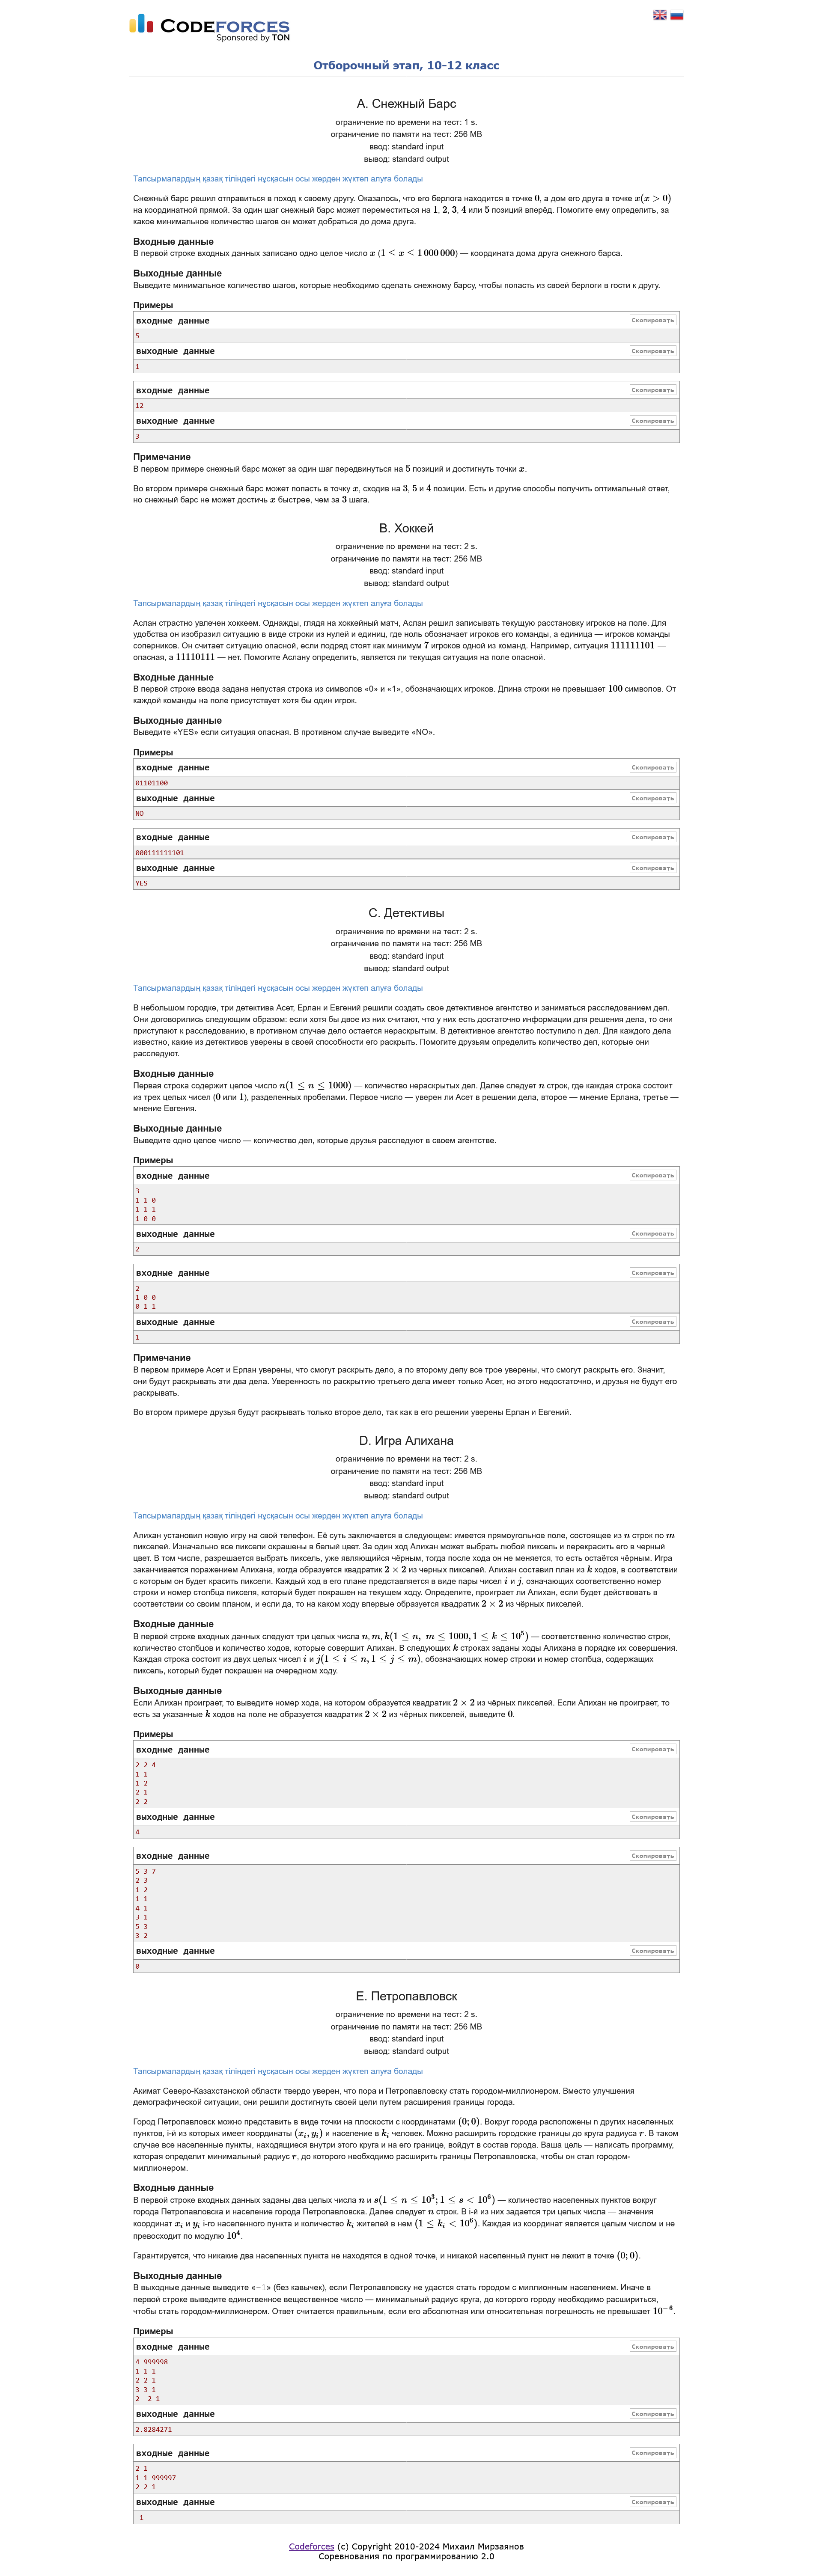 CODEFORCES
Sponsored by TON
Отборочный этап, 10-12 класс
A. Снежный Барс
ограничение по времени на тест: 1 s.
ограничение по памяти на тест: 256 MB
ввод: standard input
вывод: standard output
Тапсырмалардың қазақ тіліндегі нұсқасын осы жерден жүктеп алуға болады
Снежный барс решил отправиться в поход к своему другу. Оказалось, что его берлога находится в точке 0, а дом его друга в точке x(x > 0)
на координатной прямой. За один шаг снежный барс может переместиться на 1, 2, 3, 4 или 5 позиций вперёд. Помогите ему определить, за
какое минимальное количество шагов он может добраться до дома друга.
Входные данные
В первой строке входных данных записано одно целое число x (1 ≤ x ≤ 1 000 000) — координата дома друга снежного барса.
Выходные данные
Выведите минимальное количество шагов, которые необходимо сделать снежному барсу, чтобы попасть из своей берлоги в гости к другу.
Примеры
входные данные Скопировать
5
выходные данные Скопировать
1
входные данные Скопировать
12
выходные данные Скопировать
3
Примечание
В первом примере снежный барс может за один шаг передвинуться на 5 позиций и достигнуть точки x.
Во втором примере снежный барс может попасть в точку x, сходив на 3, 5 и 4 позиции. Есть и другие способы получить оптимальный ответ,
но снежный барс не может достичь x быстрее, чем за 3 шага.
B. Хоккей
ограничение по времени на тест: 2 s.
ограничение по памяти на тест: 256 MB
ввод: standard input
вывод: standard output
Тапсырмалардың қазақ тіліндегі нұсқасын осы жерден жүктеп алуға болады
Аслан страстно увлечен хоккеем. Однажды, глядя на хоккейный матч, Аслан решил записывать текущую расстановку игроков на поле. Для
удобства он изобразил ситуацию в виде строки из нулей и единиц, где ноль обозначает игроков его команды, а единица — игроков команды
соперников. Он считает ситуацию опасной, если подряд стоят как минимум 7 игроков одной из команд. Например, ситуация 111111101 —
опасная, а 11110111 — нет. Помогите Аслану определить, является ли текущая ситуация на поле опасной.
Входные данные
В первой строке ввода задана непустая строка из символов «0» и «1», обозначающих игроков. Длина строки не превышает 100 символов. От
каждой команды на поле присутствует хотя бы один игрок.
Выходные данные
Выведите «YES» если ситуация опасная. В противном случае выведите «NO».
Примеры
входные данные Скопировать
01101100
выходные данные Скопировать
NO
входные данные Скопировать
000111111101
выходные данные Скопировать
YES
C. Детективы
ограничение по времени на тест: 2 s.
ограничение по памяти на тест: 256 MB
ввод: standard input
вывод: standard output
Тапсырмалардың қазақ тіліндегі нұсқасын осы жерден жүктеп алуға болады
В небольшом городке, три детектива Асет, Ерлан и Евгений решили создать свое детективное агентство и заниматься расследованием дел.
Они договорились следующим образом: если хотя бы двое из них считают, что у них есть достаточно информации для решения дела, то они
приступают к расследованию, в противном случае дело остается нераскрытым. В детективное агентство поступило n дел. Для каждого дела
известно, какие из детективов уверены в своей способности его раскрыть. Помогите друзьям определить количество дел, которые они
расследуют.
Входные данные
Первая строка содержит целое число n(1 ≤ n ≤ 1000) — количество нераскрытых дел. Далее следует n строк, где каждая строка состоит
из трех целых чисел (0 или 1), разделенных пробелами. Первое число — уверен ли Асет в решении дела, второе — мнение Ерлана, третье —
мнение Евгения.
Выходные данные
Выведите одно целое число — количество дел, которые друзья расследуют в своем агентстве.
Примеры
входные данные Скопировать
3
1 1 0
1 1 1
1 0 0
выходные данные Скопировать
2
входные данные Скопировать
2
1 0 0
0 1 1
выходные данные Скопировать
1
Примечание
В первом примере Асет и Ерлан уверены, что смогут раскрыть дело, а по второму делу все трое уверены, что смогут раскрыть его. Значит,
они будут раскрывать эти два дела. Уверенность по раскрытию третьего дела имеет только Асет, но этого недостаточно, и друзья не будут его
раскрывать.
Во втором примере друзья будут раскрывать только второе дело, так как в его решении уверены Ерлан и Евгений.
D. Игра Алихана
ограничение по времени на тест: 2 s.
ограничение по памяти на тест: 256 MB
ввод: standard input
вывод: standard output
Тапсырмалардың қазақ тіліндегі нұсқасын осы жерден жүктеп алуға болады
Алихан установил новую игру на свой телефон. Её суть заключается в следующем: имеется прямоугольное поле, состоящее из n строк по m
пикселей. Изначально все пиксели окрашены в белый цвет. За один ход Алихан может выбрать любой пиксель и перекрасить его в черный
цвет. В том числе, разрешается выбрать пиксель, уже являющийся чёрным, тогда после хода он не меняется, то есть остаётся чёрным. Игра
заканчивается поражением Алихана, когда образуется квадратик 2 × 2 из черных пикселей. Алихан составил план из k ходов, в соответствии
с которым он будет красить пиксели. Каждый ход в его плане представляется в виде пары чисел i и j, означающих соответственно номер
строки и номер столбца пикселя, который будет покрашен на текущем ходу. Определите, проиграет ли Алихан, если будет действовать в
соответствии со своим планом, и если да, то на каком ходу впервые образуется квадратик 2 × 2 из чёрных пикселей.
Входные данные
В первой строке входных данных следуют три целых числа n, m, k(1 ≤ n, m ≤ 1000, 1 ≤ k ≤ 10⁵) — соответственно количество строк,
количество столбцов и количество ходов, которые совершит Алихан. В следующих k строках заданы ходы Алихана в порядке их совершения.
Каждая строка состоит из двух целых чисел i и j(1 ≤ i ≤ n, 1 ≤ j ≤ m), обозначающих номер строки и номер столбца, содержащих
пиксель, который будет покрашен на очередном ходу.
Выходные данные
Если Алихан проиграет, то выведите номер хода, на котором образуется квадратик 2 × 2 из чёрных пикселей. Если Алихан не проиграет, то
есть за указанные k ходов на поле не образуется квадратик 2 × 2 из чёрных пикселей, выведите 0.
Примеры
входные данные Скопировать
2 2 4
1 1
1 2
2 1
2 2
выходные данные Скопировать
4
входные данные Скопировать
5 3 7
2 3
1 2
1 1
4 1
3 1
5 3
3 2
выходные данные Скопировать
0
E. Петропавловск
ограничение по времени на тест: 2 s.
ограничение по памяти на тест: 256 MB
ввод: standard input
вывод: standard output
Тапсырмалардың қазақ тіліндегі нұсқасын осы жерден жүктеп алуға болады
Акимат Северо-Казахстанской области твердо уверен, что пора и Петропавловску стать городом-миллионером. Вместо улучшения
демографической ситуации, они решили достигнуть своей цели путем расширения границы города.
Город Петропавловск можно представить в виде точки на плоскости с координатами (0; 0). Вокруг города расположены n других населенных
пунктов, i-й из которых имеет координаты (xᵢ, yᵢ) и население в kᵢ человек. Можно расширить городские границы до круга радиуса r. В таком
случае все населенные пункты, находящиеся внутри этого круга и на его границе, войдут в состав города. Ваша цель — написать программу,
которая определит минимальный радиус r, до которого необходимо расширить границы Петропавловска, чтобы он стал городом-
миллионером.
Входные данные
В первой строке входных данных заданы два целых числа n и s(1 ≤ n ≤ 10³; 1 ≤ s < 10⁶) — количество населенных пунктов вокруг
города Петропавловска и население города Петропавловска. Далее следует n строк. В i-й из них задается три целых числа — значения
координат xᵢ и yᵢ i-го населенного пункта и количество kᵢ жителей в нем (1 ≤ kᵢ < 10⁶). Каждая из координат является целым числом и не
превосходит по модулю 10⁴.
Гарантируется, что никакие два населенных пункта не находятся в одной точке, и никакой населенный пункт не лежит в точке (0; 0).
Выходные данные
В выходные данные выведите «-1» (без кавычек), если Петропавловску не удастся стать городом с миллионным населением. Иначе в
первой строке выведите единственное вещественное число — минимальный радиус круга, до которого городу необходимо расшириться,
чтобы стать городом-миллионером. Ответ считается правильным, если его абсолютная или относительная погрешность не превышает 10⁻⁶.
Примеры
входные данные Скопировать
4 999998
1 1 1
2 2 1
3 3 1
2 -2 1
выходные данные Скопировать
2.8284271
входные данные Скопировать
2 1
1 1 999997
2 2 1
выходные данные Скопировать
-1
Codeforces (c) Copyright 2010-2024 Михаил Мирзаянов
Соревнования по программированию 2.0